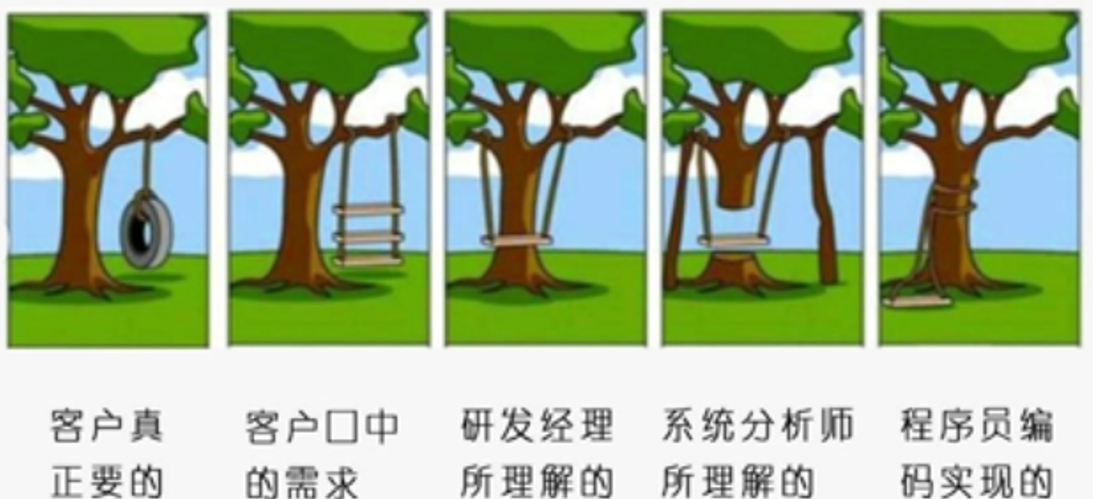 客户真
正要的
客户口中
的需求
研发经理
所理解的
系统分析师
所理解的
程序员编
码实现的